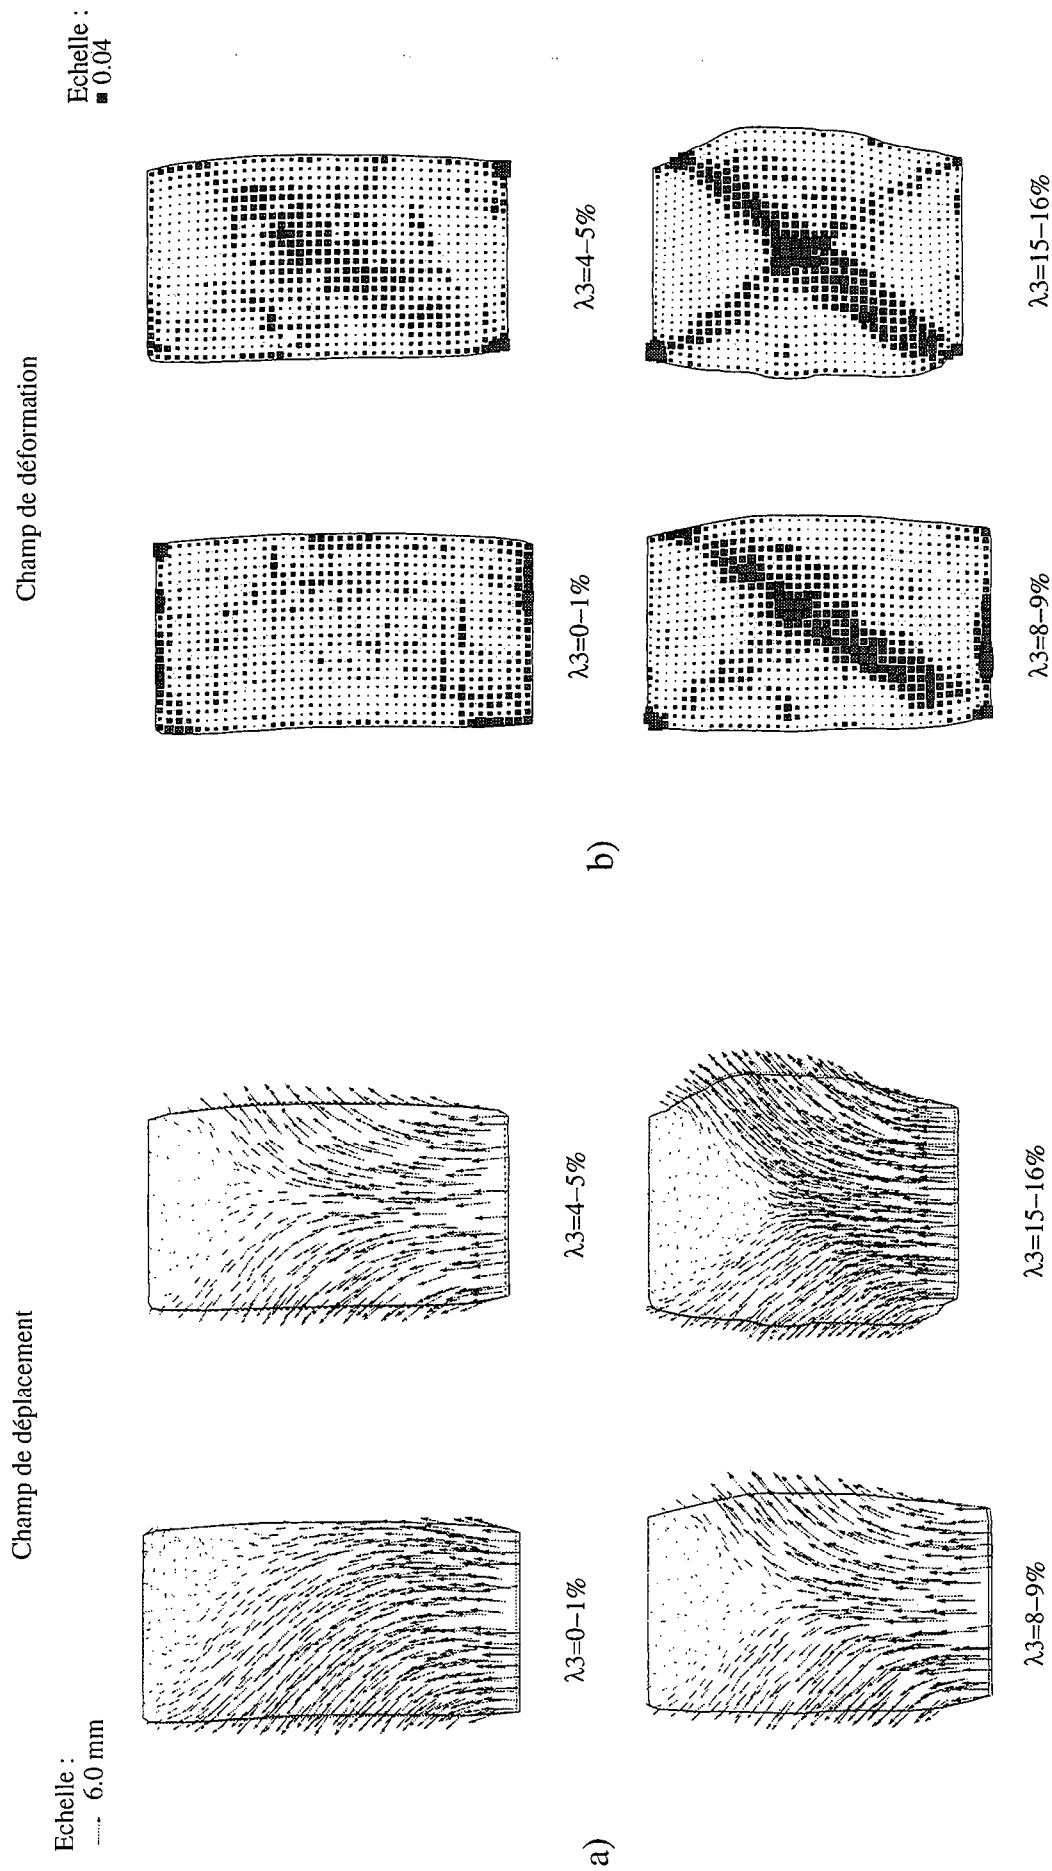 Champ de déplacement
Echelle :
6.0 mm
λ3=0–1%
λ3=4–5%
λ3=8–9%
λ3=15–16%
a)
Champ de déformation
Echelle :
0.04
λ3=0–1%
λ3=4–5%
λ3=8–9%
λ3=15–16%
b)